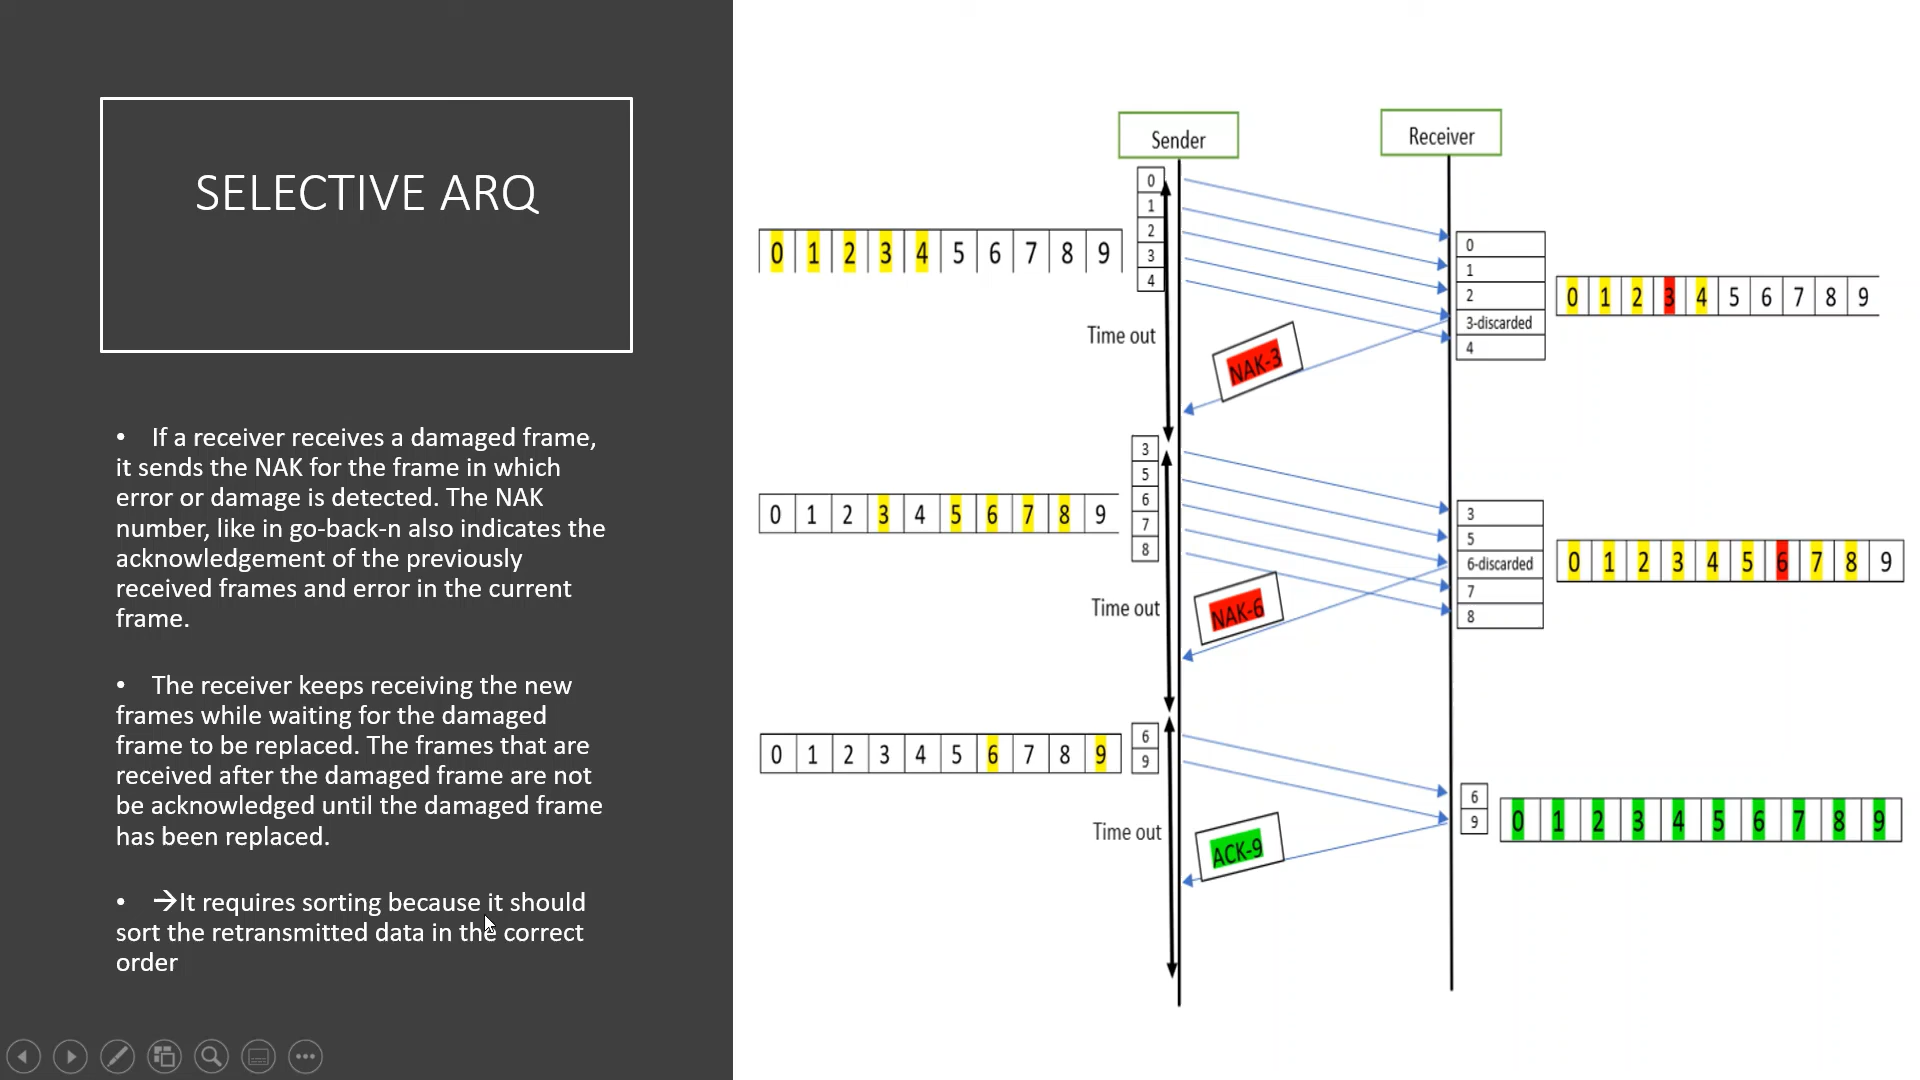 SELECTIVE ARQ
• If a receiver receives a damaged frame,
it sends the NAK for the frame in which
error or damage is detected. The NAK
number, like in go-back-n also indicates the
acknowledgement of the previously
received frames and error in the current
frame.
• The receiver keeps receiving the new
frames while waiting for the damaged
frame to be replaced. The frames that are
received after the damaged frame are not
be acknowledged until the damaged frame
has been replaced.
• →It requires sorting because it should
sort the retransmitted data in the correct
order
Sender
Receiver
0 1 2 3 4 5 6 7 8 9
0
1
2
3
4
Time out
NAK-3
0
1
2
3-discarded
4
0 1 2 3 4 5 6 7 8 9
0 1 2 3 4 5 6 7 8 9
3
5
6
7
8
Time out
NAK-6
3
5
6-discarded
7
8
0 1 2 3 4 5 6 7 8 9
0 1 2 3 4 5 6 7 8 9
6
9
Time out
ACK-9
6
9
0 1 2 3 4 5 6 7 8 9